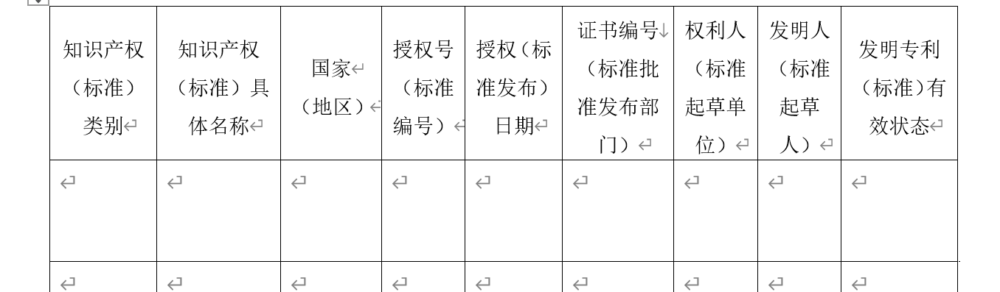 知识产权
（标准）
类别
知识产权
（标准）具
体名称
国家
（地区）
授权号
（标准
编号）
授权（标
准发布）
日期
证书编号
（标准批
准发布部
门）
权利人
（标准
起草单
位）
发明人
（标准
起草
人）
发明专利
（标准）有
效状态